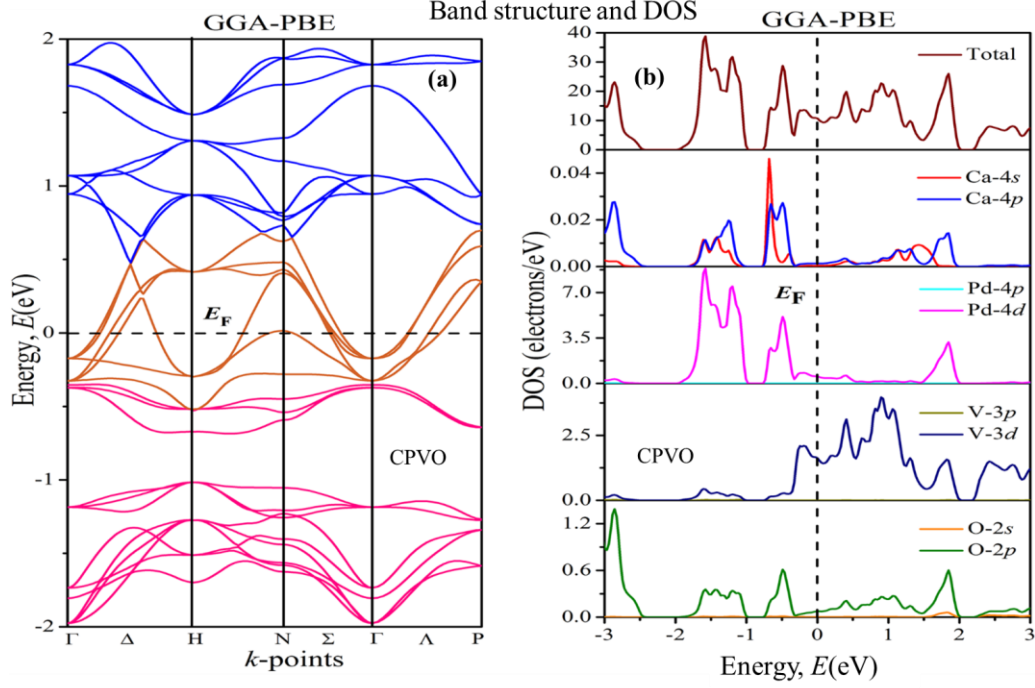 Band structure and DOS
GGA-PBE
(a)
2
1
0
-1
-2
Energy, E(eV)
E_F
CPVO
Γ Δ H N Σ Γ Λ P
k-points
GGA-PBE
(b)
Total
40
30
20
10
0
Ca-4s
Ca-4p
0.04
0.02
0.00
E_F
Pd-4p
Pd-4d
7.0
3.5
0.0
CPVO
V-3p
V-3d
2.5
0.0
O-2s
O-2p
1.2
0.6
0.0
DOS (electrons/eV)
-3 -2 -1 0 1 2 3
Energy, E(eV)